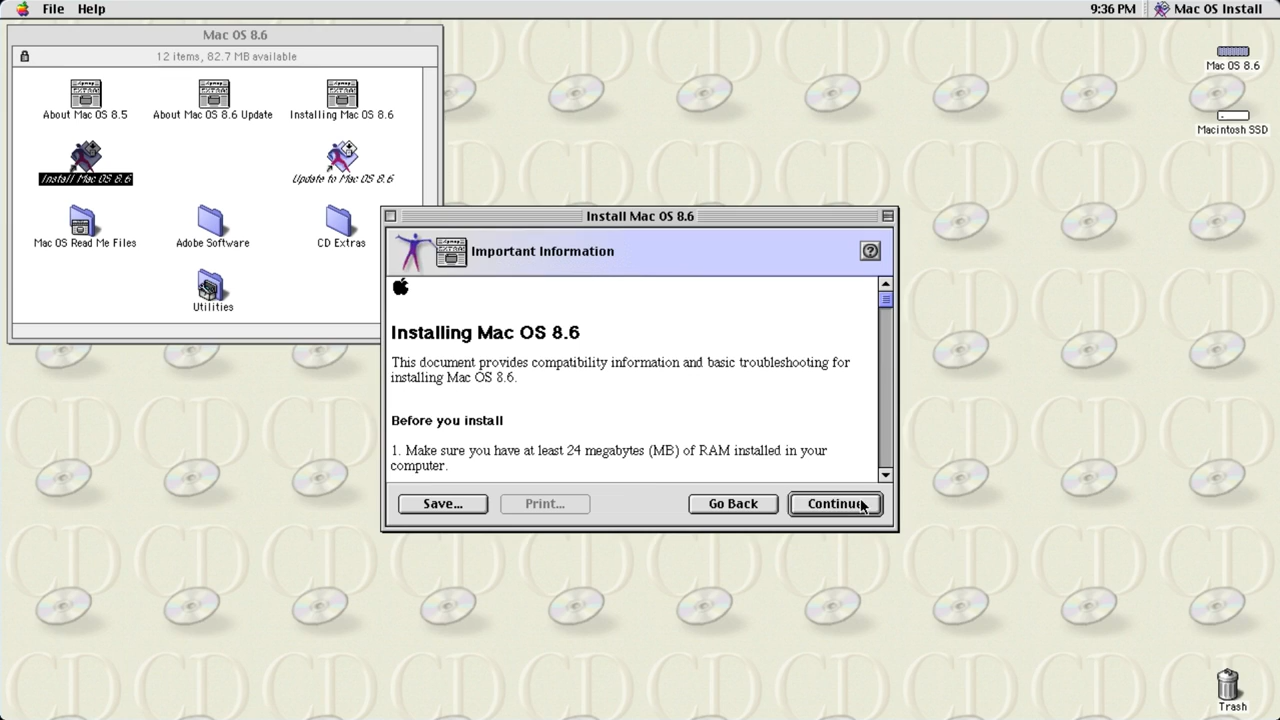 File Help 9:36 PM Mac OS Install
Mac OS 8.6
12 items, 82.7 MB available
About Mac OS 8.5 About Mac OS 8.6 Update Installing Mac OS 8.6
Install Mac OS 8.6 Update to Mac OS 8.6
Mac OS Read Me Files Adobe Software CD Extras
Utilities
Mac OS 8.6
Macintosh SSD
Install Mac OS 8.6
Important Information
?
Installing Mac OS 8.6
This document provides compatibility information and basic troubleshooting for
installing Mac OS 8.6.
Before you install
1. Make sure you have at least 24 megabytes (MB) of RAM installed in your
computer.
Save... Print... Go Back Continue
Trash